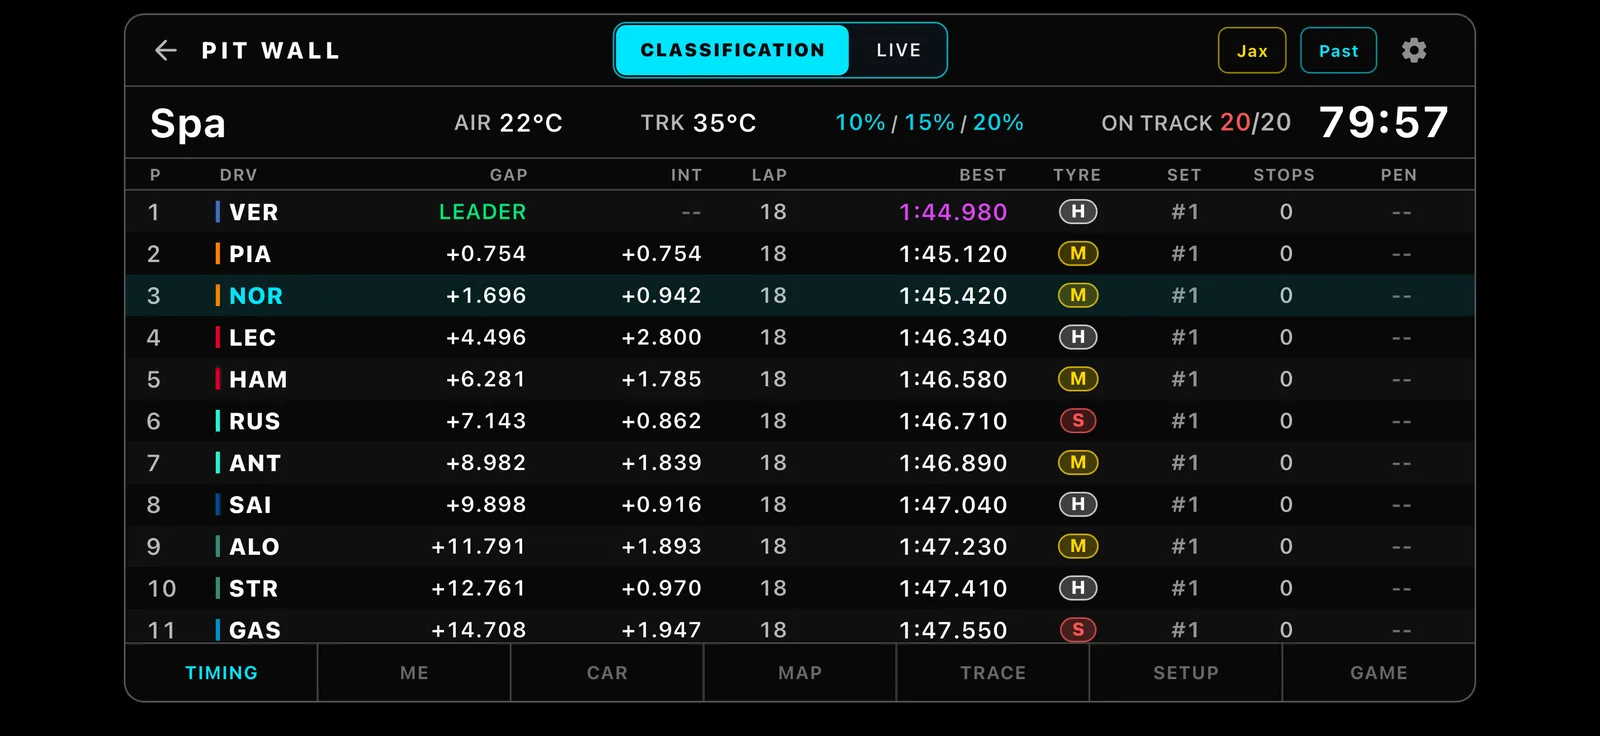 PIT WALL CLASSIFICATION LIVE Jax Past
Spa AIR 22°C TRK 35°C 10% / 15% / 20% ON TRACK 20/20 79:57
P DRV GAP INT LAP BEST TYRE SET STOPS PEN
1 VER LEADER -- 18 1:44.980 H #1 0 --
2 PIA +0.754 +0.754 18 1:45.120 M #1 0 --
3 NOR +1.696 +0.942 18 1:45.420 M #1 0 --
4 LEC +4.496 +2.800 18 1:46.340 H #1 0 --
5 HAM +6.281 +1.785 18 1:46.580 M #1 0 --
6 RUS +7.143 +0.862 18 1:46.710 S #1 0 --
7 ANT +8.982 +1.839 18 1:46.890 M #1 0 --
8 SAI +9.898 +0.916 18 1:47.040 H #1 0 --
9 ALO +11.791 +1.893 18 1:47.230 M #1 0 --
10 STR +12.761 +0.970 18 1:47.410 H #1 0 --
11 GAS +14.708 +1.947 18 1:47.550 S #1 0 --
TIMING ME CAR MAP TRACE SETUP GAME